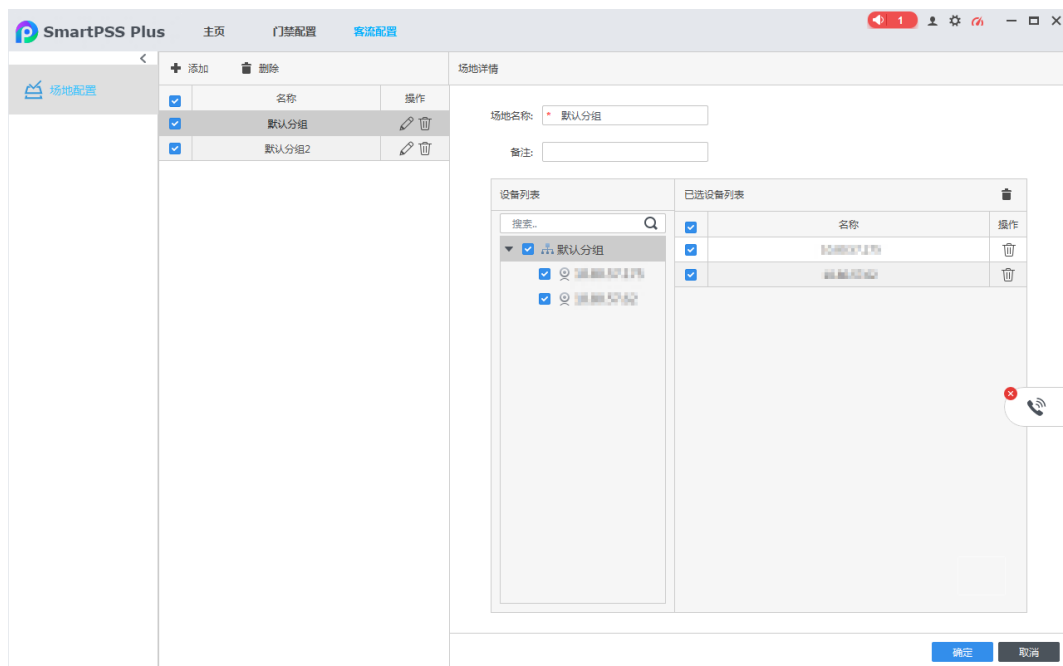 SmartPSS Plus 主页 门禁配置 客流配置 1
添加 删除 场地详情
场地配置
名称 操作
默认分组
默认分组2
场地名称: * 默认分组
备注:
设备列表 已选设备列表
搜索..
名称 操作
默认分组
确定 取消